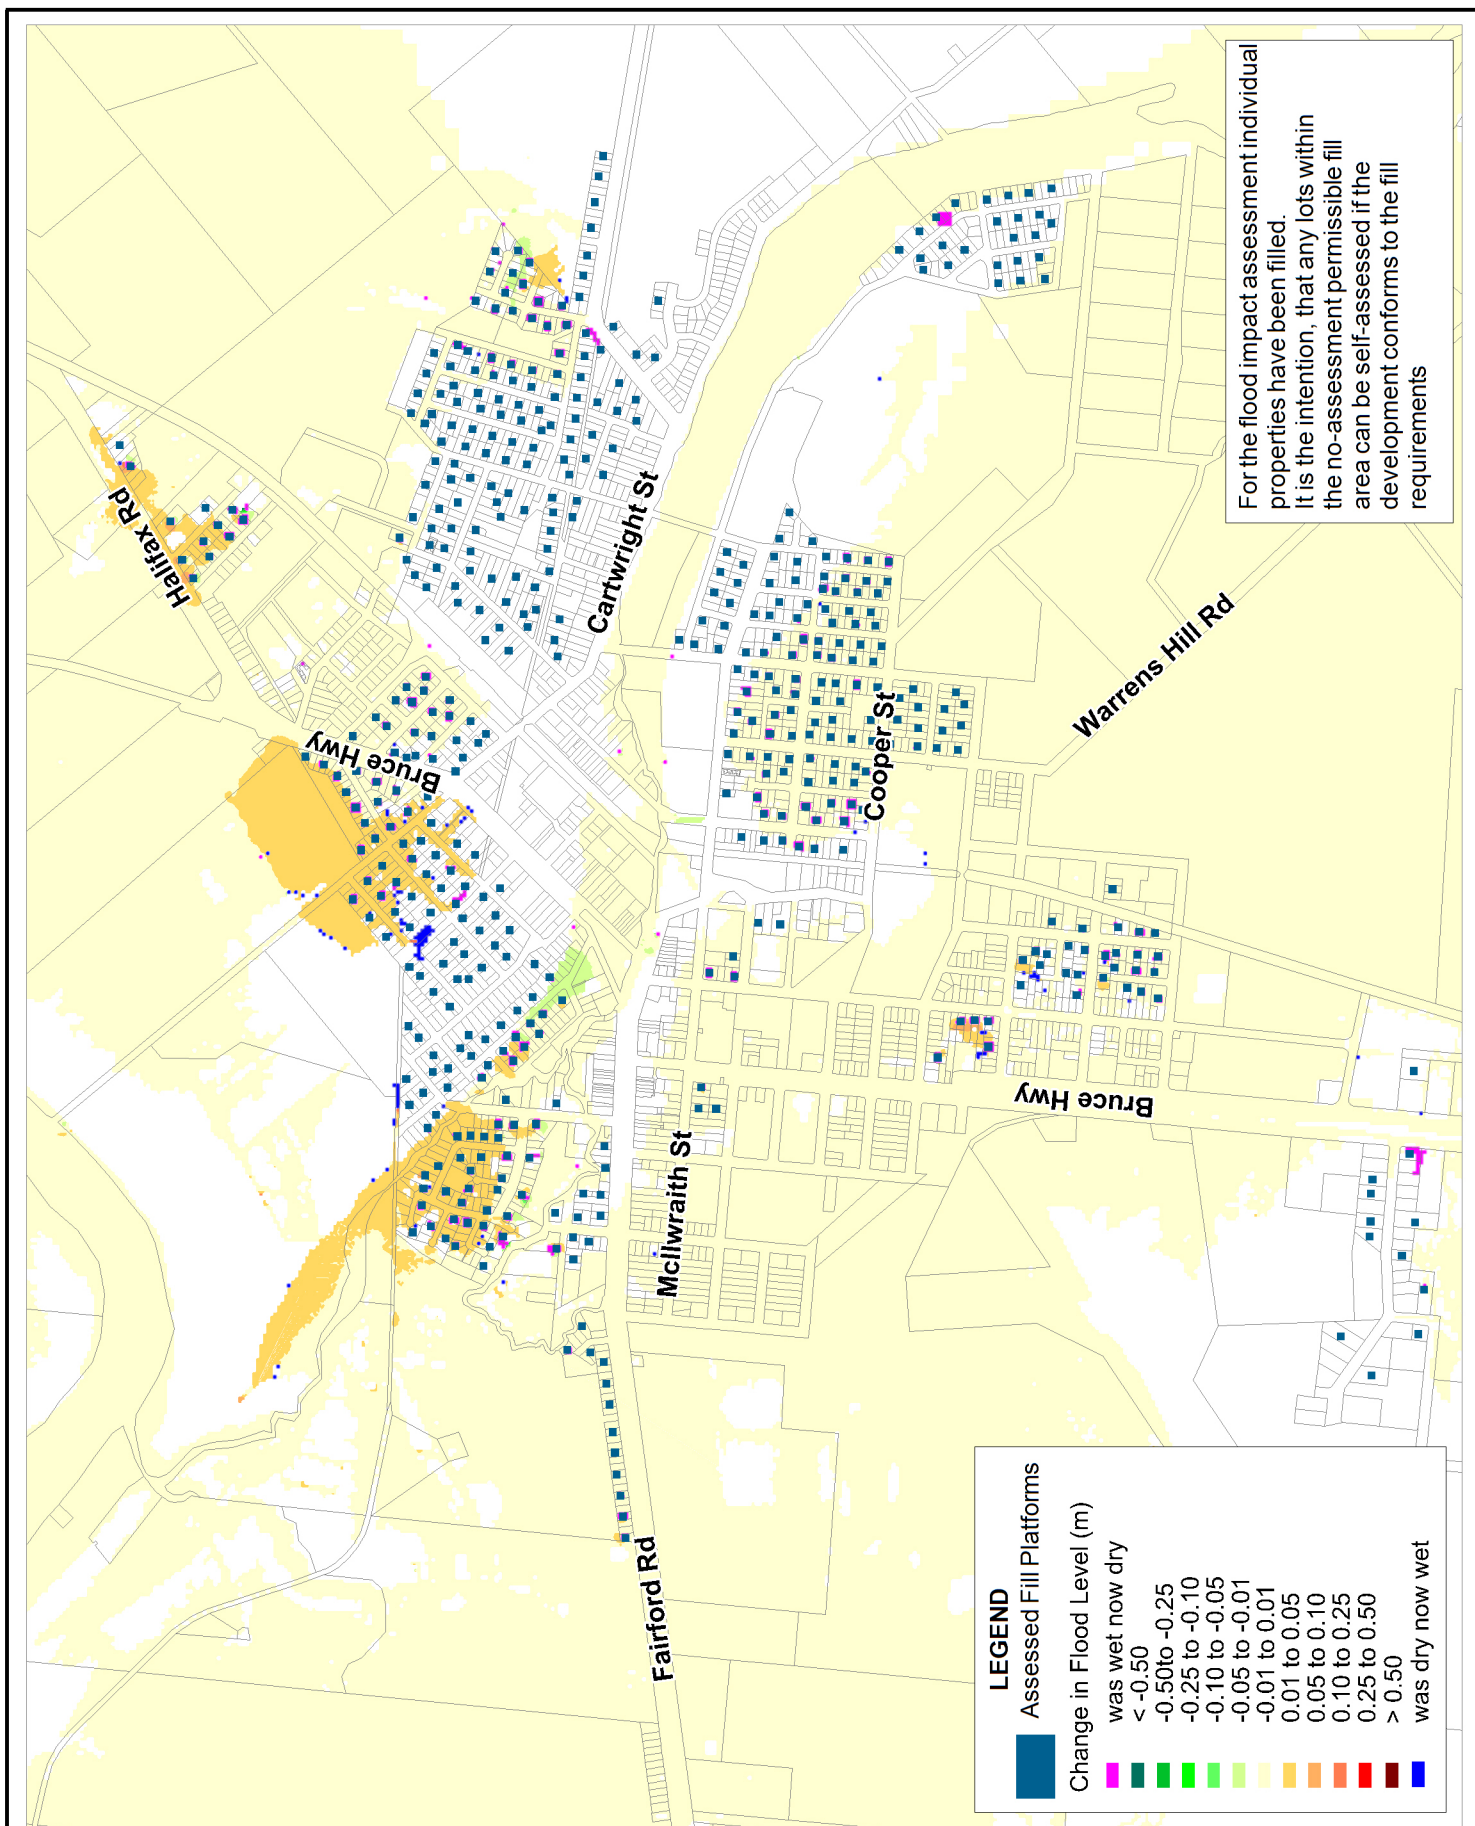 For the flood impact assessment individual
properties have been filled.
It is the intention, that any lots within
the no-assessment permissible fill
area can be self-assessed if the
development conforms to the fill
requirements
Halifax Rd
Bruce Hwy
Cartwright St
Cooper St
Warrens Hill Rd
Bruce Hwy
McIlwraith St
Fairford Rd
LEGEND
Assessed Fill Platforms
Change in Flood Level (m)
was wet now dry
< -0.50
-0.50to -0.25
-0.25 to -0.10
-0.10 to -0.05
-0.05 to -0.01
-0.01 to 0.01
0.01 to 0.05
0.05 to 0.10
0.10 to 0.25
0.25 to 0.50
> 0.50
was dry now wet